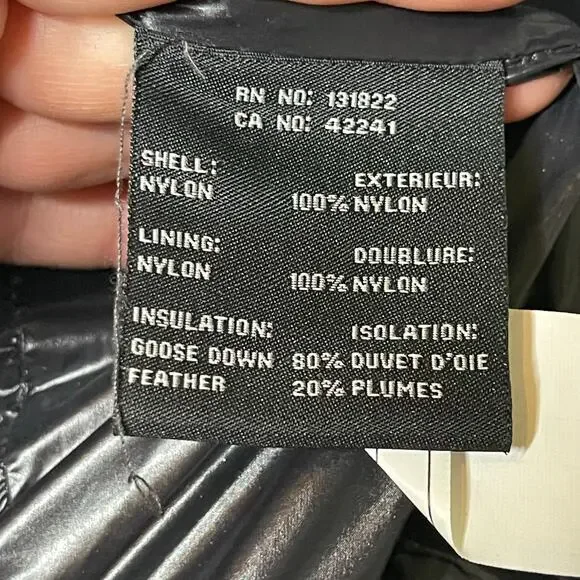 RN NO: 131822
CA NO: 42241
SHELL: EXTERIEUR:
NYLON 100% NYLON
LINING: DOUBLURE:
NYLON 100% NYLON
INSULATION: ISOLATION:
GOOSE DOWN 80% DUVET D'OIE
FEATHER 20% PLUMES